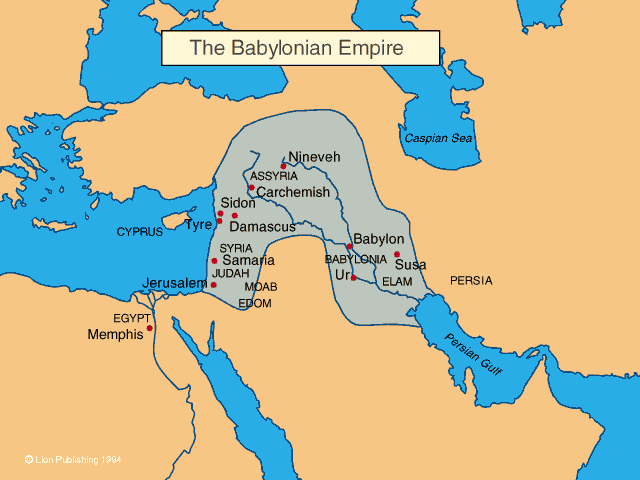 The Babylonian Empire
Caspian Sea
Nineveh
ASSYRIA
Carchemish
Sidon
Tyre
Damascus
CYPRUS
Babylon
SYRIA
Samaria
BABYLONIA
Susa
JUDAH
Ur
Jerusalem
MOAB
ELAM
PERSIA
EDOM
EGYPT
Memphis
Persian Gulf
© Lion Publishing 1994